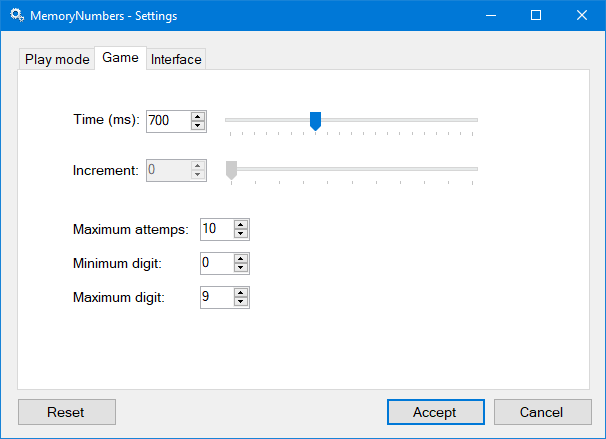 MemoryNumbers - Settings
Play mode Game Interface
Time (ms): 700
Increment: 0
Maximum attemps: 10
Minimum digit: 0
Maximum digit: 9
Reset Accept Cancel